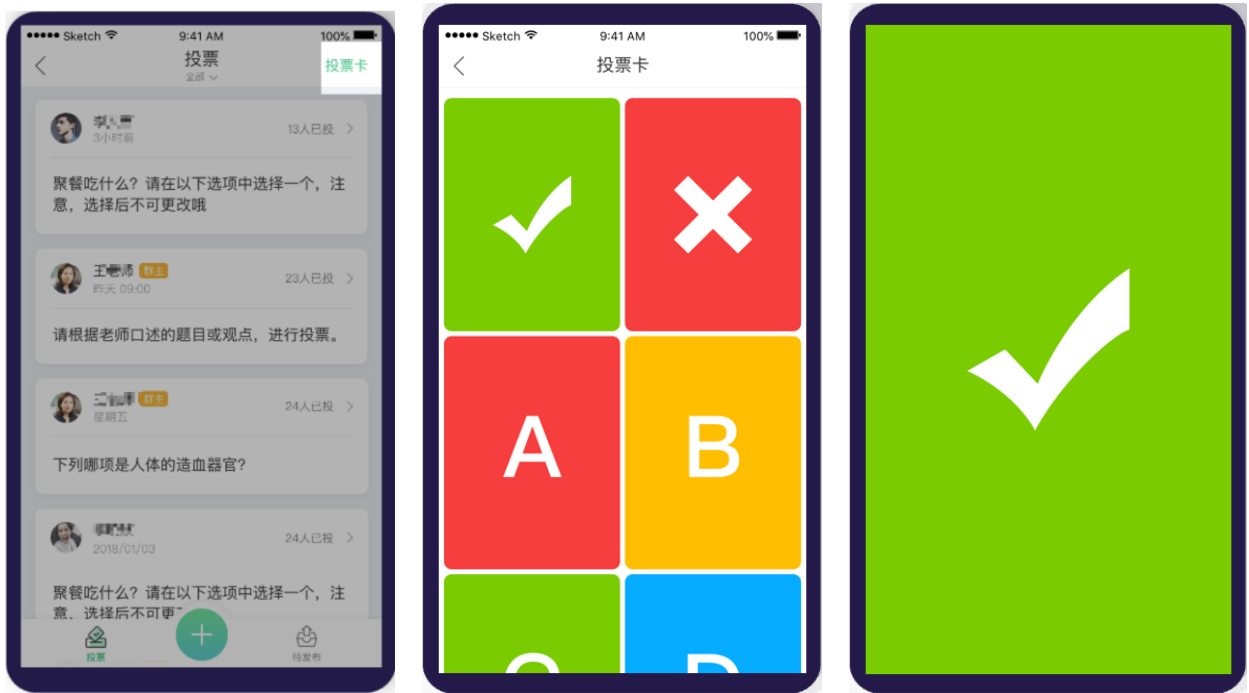 Sketch 9:41 AM 100%
投票
全部
投票卡
3小时前
13人已投
聚餐吃什么？请在以下选项中选择一个，注
意，选择后不可更改哦
群主
昨天 09:00
23人已投
请根据老师口述的题目或观点，进行投票。
群主
星期五
24人已投
下列哪项是人体的造血器官?
2018/01/03
24人已投
聚餐吃什么？请在以下选项中选择一个，注
意，选择后不可更
投票
待发布
Sketch 9:41 AM 100%
投票卡
A
B
C
D